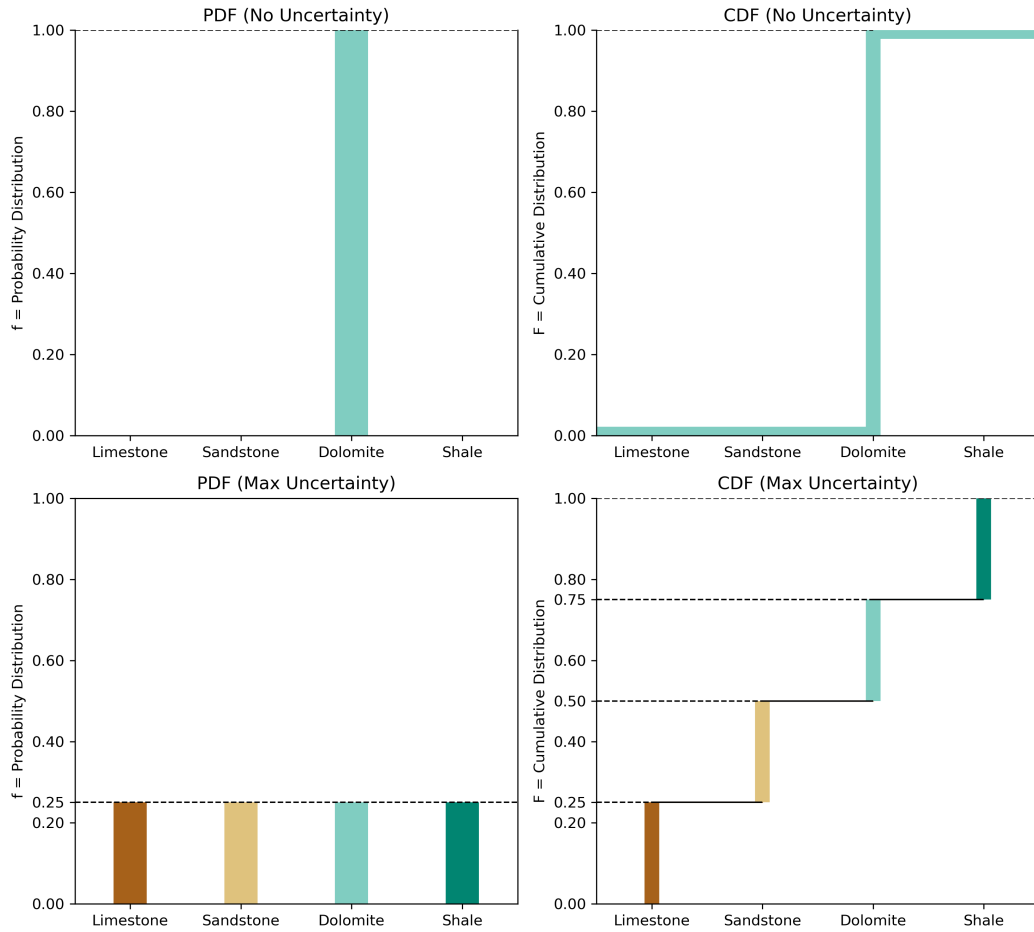 PDF (No Uncertainty)
f = Probability Distribution
1.00
0.80
0.60
0.40
0.20
0.00
Limestone Sandstone Dolomite Shale
CDF (No Uncertainty)
F = Cumulative Distribution
1.00
0.80
0.60
0.40
0.20
0.00
Limestone Sandstone Dolomite Shale
PDF (Max Uncertainty)
f = Probability Distribution
1.00
0.80
0.60
0.40
0.25
0.20
0.00
Limestone Sandstone Dolomite Shale
CDF (Max Uncertainty)
F = Cumulative Distribution
1.00
0.80
0.75
0.60
0.50
0.40
0.25
0.20
0.00
Limestone Sandstone Dolomite Shale